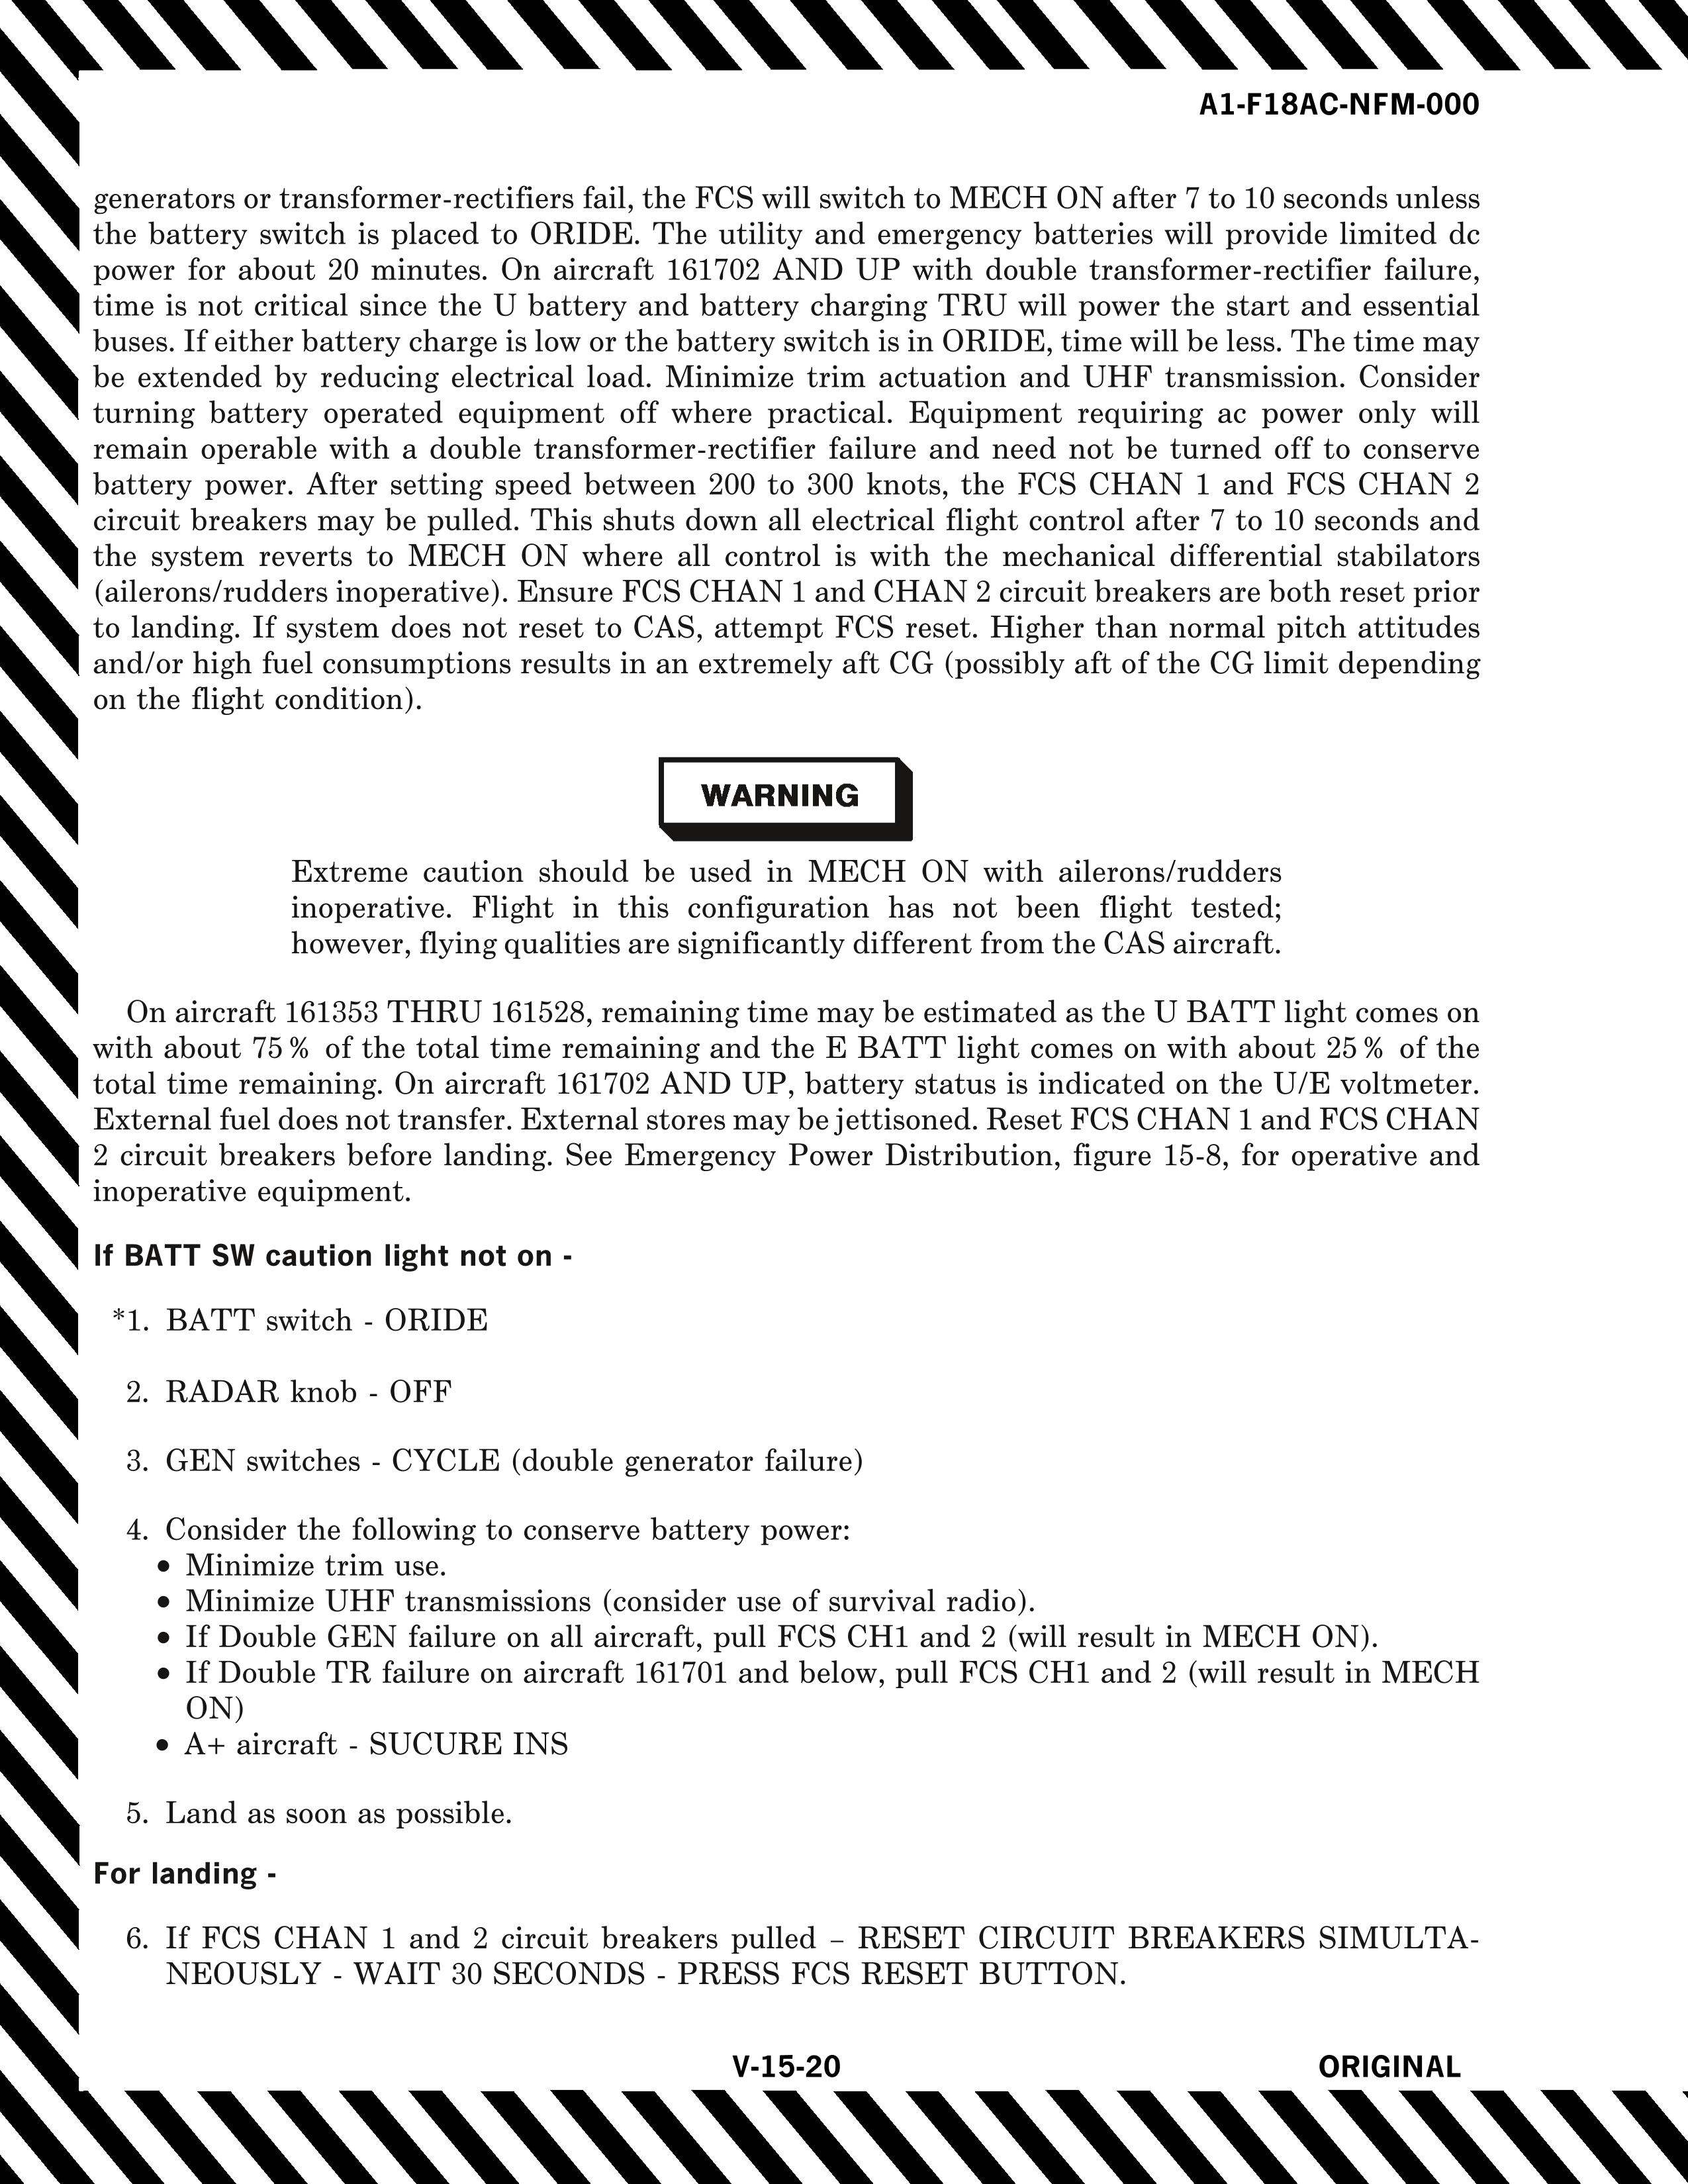 A1-F18AC-NFM-000
generators or transformer-rectifiers fail, the FCS will switch to MECH ON after 7 to 10 seconds unless
the battery switch is placed to ORIDE. The utility and emergency batteries will provide limited dc
power for about 20 minutes. On aircraft 161702 AND UP with double transformer-rectifier failure,
time is not critical since the U battery and battery charging TRU will power the start and essential
buses. If either battery charge is low or the battery switch is in ORIDE, time will be less. The time may
be extended by reducing electrical load. Minimize trim actuation and UHF transmission. Consider
turning battery operated equipment off where practical. Equipment requiring ac power only will
remain operable with a double transformer-rectifier failure and need not be turned off to conserve
battery power. After setting speed between 200 to 300 knots, the FCS CHAN 1 and FCS CHAN 2
circuit breakers may be pulled. This shuts down all electrical flight control after 7 to 10 seconds and
the system reverts to MECH ON where all control is with the mechanical differential stabilators
(ailerons/rudders inoperative). Ensure FCS CHAN 1 and CHAN 2 circuit breakers are both reset prior
to landing. If system does not reset to CAS, attempt FCS reset. Higher than normal pitch attitudes
and/or high fuel consumptions results in an extremely aft CG (possibly aft of the CG limit depending
on the flight condition).
WARNING
Extreme caution should be used in MECH ON with ailerons/rudders
inoperative. Flight in this configuration has not been flight tested;
however, flying qualities are significantly different from the CAS aircraft.
On aircraft 161353 THRU 161528, remaining time may be estimated as the U BATT light comes on
with about 75% of the total time remaining and the E BATT light comes on with about 25% of the
total time remaining. On aircraft 161702 AND UP, battery status is indicated on the U/E voltmeter.
External fuel does not transfer. External stores may be jettisoned. Reset FCS CHAN 1 and FCS CHAN
2 circuit breakers before landing. See Emergency Power Distribution, figure 15-8, for operative and
inoperative equipment.
If BATT SW caution light not on -
*1. BATT switch - ORIDE
2. RADAR knob - OFF
3. GEN switches - CYCLE (double generator failure)
4. Consider the following to conserve battery power:
• Minimize trim use.
• Minimize UHF transmissions (consider use of survival radio).
• If Double GEN failure on all aircraft, pull FCS CH1 and 2 (will result in MECH ON).
• If Double TR failure on aircraft 161701 and below, pull FCS CH1 and 2 (will result in MECH
ON)
• A+ aircraft - SUCURE INS
5. Land as soon as possible.
For landing -
6. If FCS CHAN 1 and 2 circuit breakers pulled – RESET CIRCUIT BREAKERS SIMULTA-
NEOUSLY - WAIT 30 SECONDS - PRESS FCS RESET BUTTON.
V-15-20
ORIGINAL